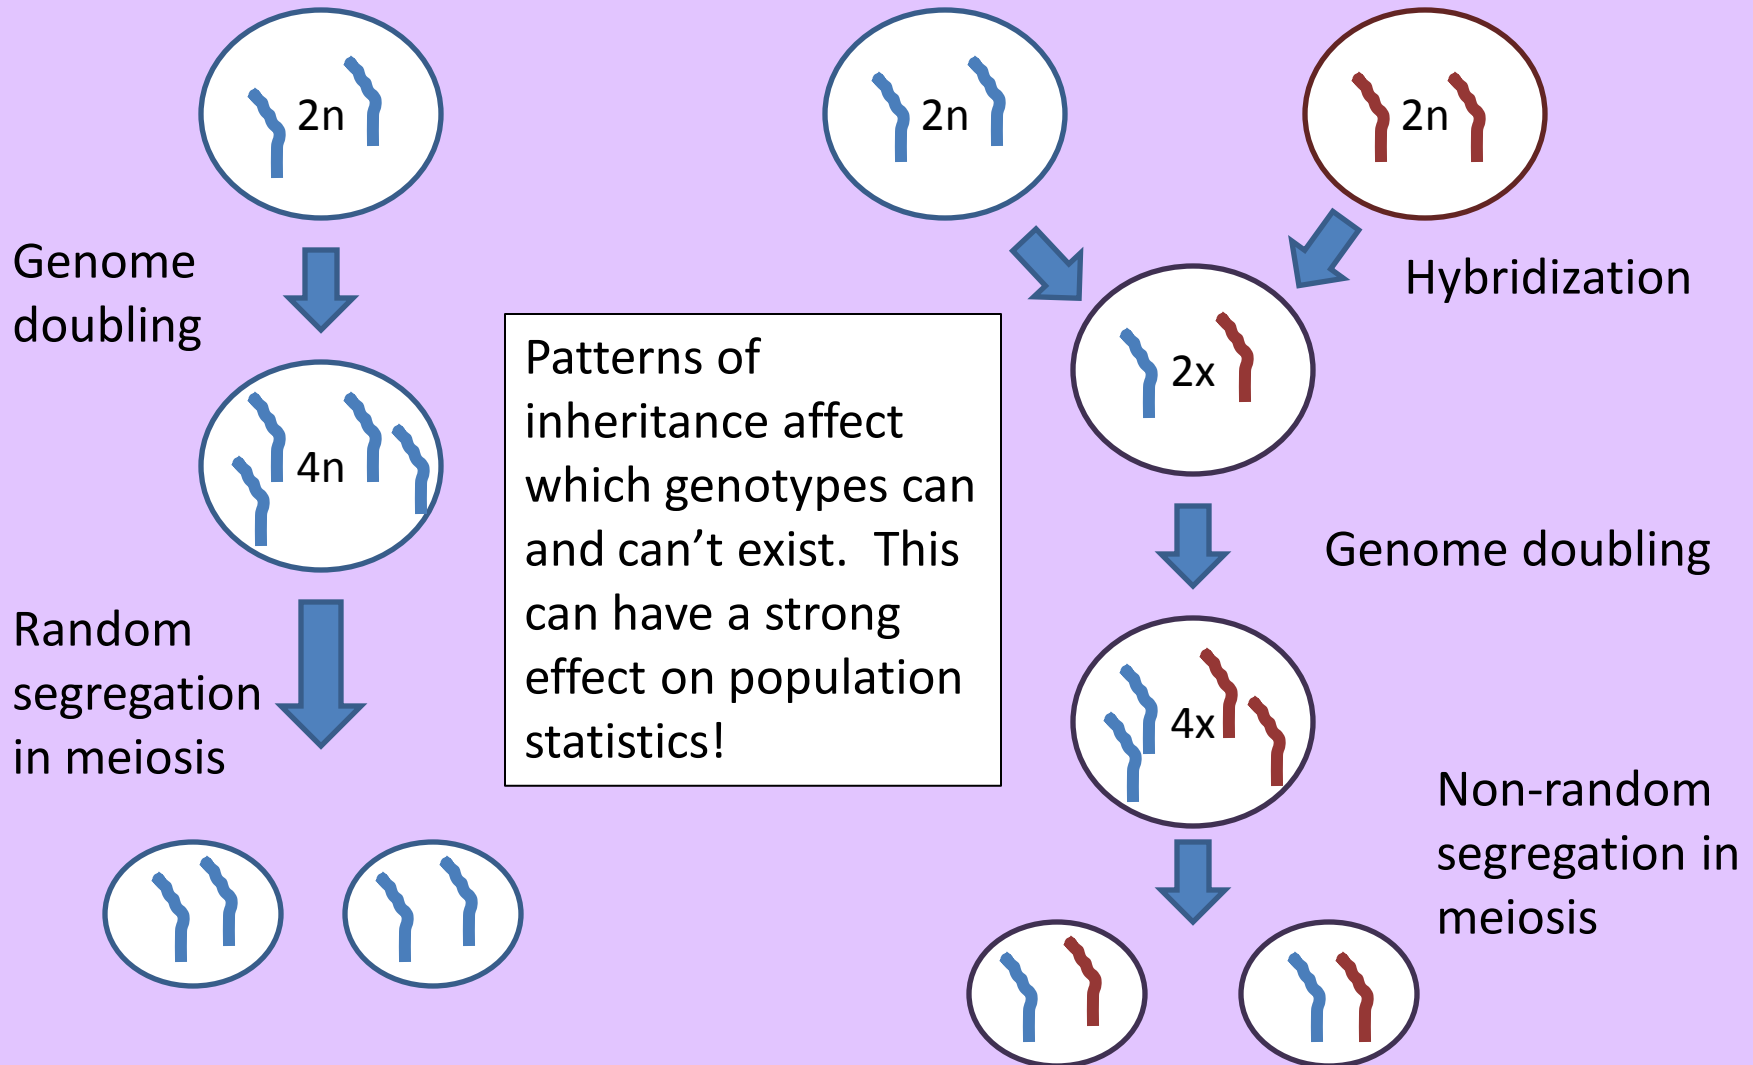 2n
Genome
doubling
4n
Random
segregation
in meiosis
Patterns of
inheritance affect
which genotypes can
and can’t exist.  This
can have a strong
effect on population
statistics!
2n
2n
Hybridization
2x
Genome doubling
4x
Non-random
segregation in
meiosis